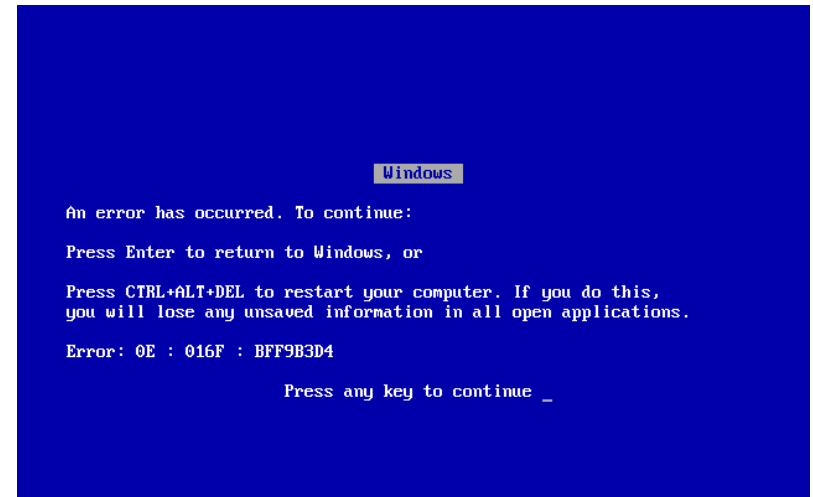 Windows
An error has occurred. To continue:
Press Enter to return to Windows, or
Press CTRL+ALT+DEL to restart your computer. If you do this,
you will lose any unsaved information in all open applications.
Error: 0E : 016F : BFF9B3D4
Press any key to continue _